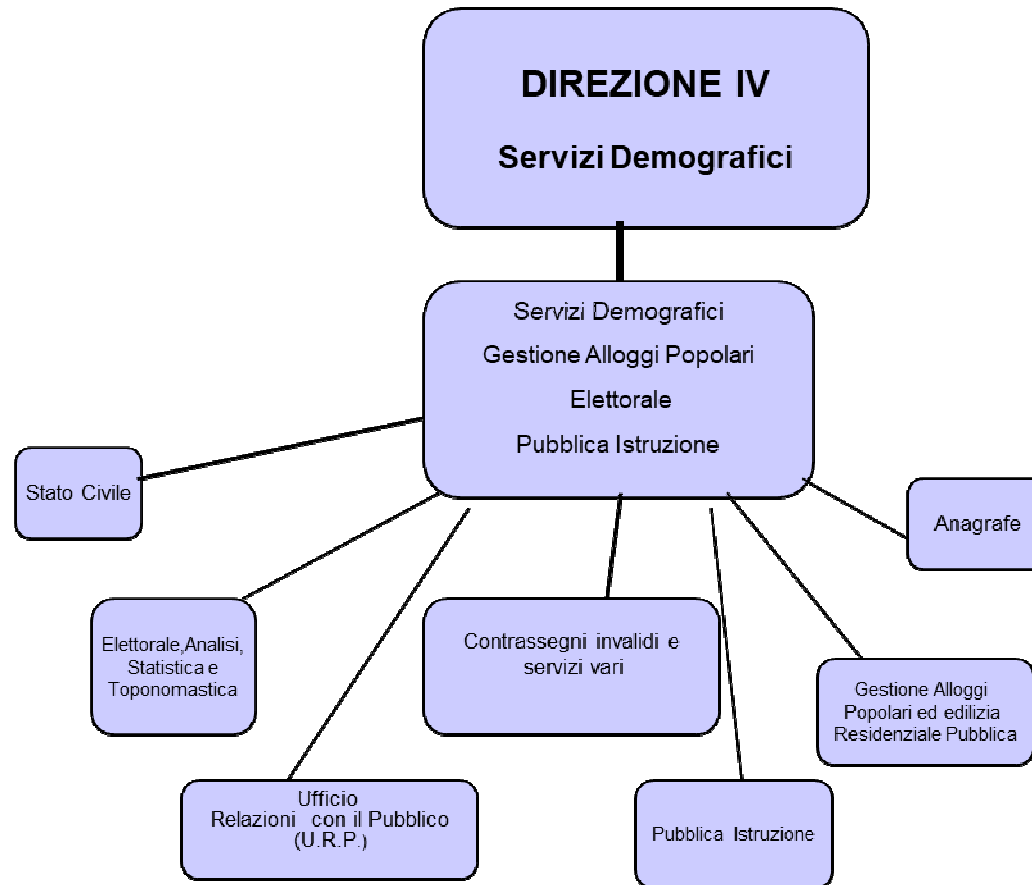 DIREZIONE IV
Servizi Demografici
Servizi Demografici
Gestione Alloggi Popolari
Elettorale
Pubblica Istruzione
Stato Civile
Anagrafe
Elettorale,Analisi,
Statistica e
Toponomastica
Contrassegni invalidi e
servizi vari
Gestione Alloggi
Popolari ed edilizia
Residenziale Pubblica
Ufficio
Relazioni con il Pubblico
(U.R.P.)
Pubblica Istruzione